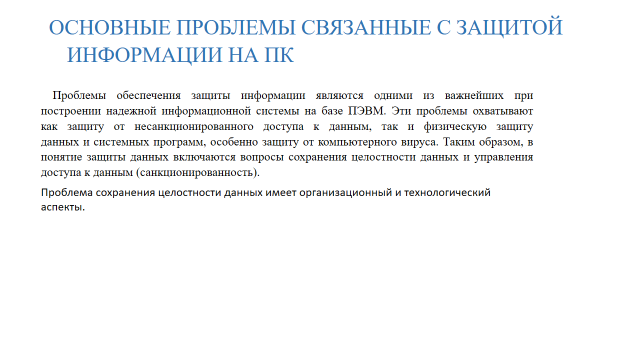 ОСНОВНЫЕ ПРОБЛЕМЫ СВЯЗАННЫЕ С ЗАЩИТОЙ
ИНФОРМАЦИИ НА ПК
Проблемы обеспечения защиты информации являются одними из важнейших при
построении надежной информационной системы на базе ПЭВМ. Эти проблемы охватывают
как защиту от несанкционированного доступа к данным, так и физическую защиту
данных и системных программ, особенно защиту от компьютерного вируса. Таким образом, в
понятие защиты данных включаются вопросы сохранения целостности данных и управления
доступа к данным (санкционированность).
Проблема сохранения целостности данных имеет организационный и технологический
аспекты.